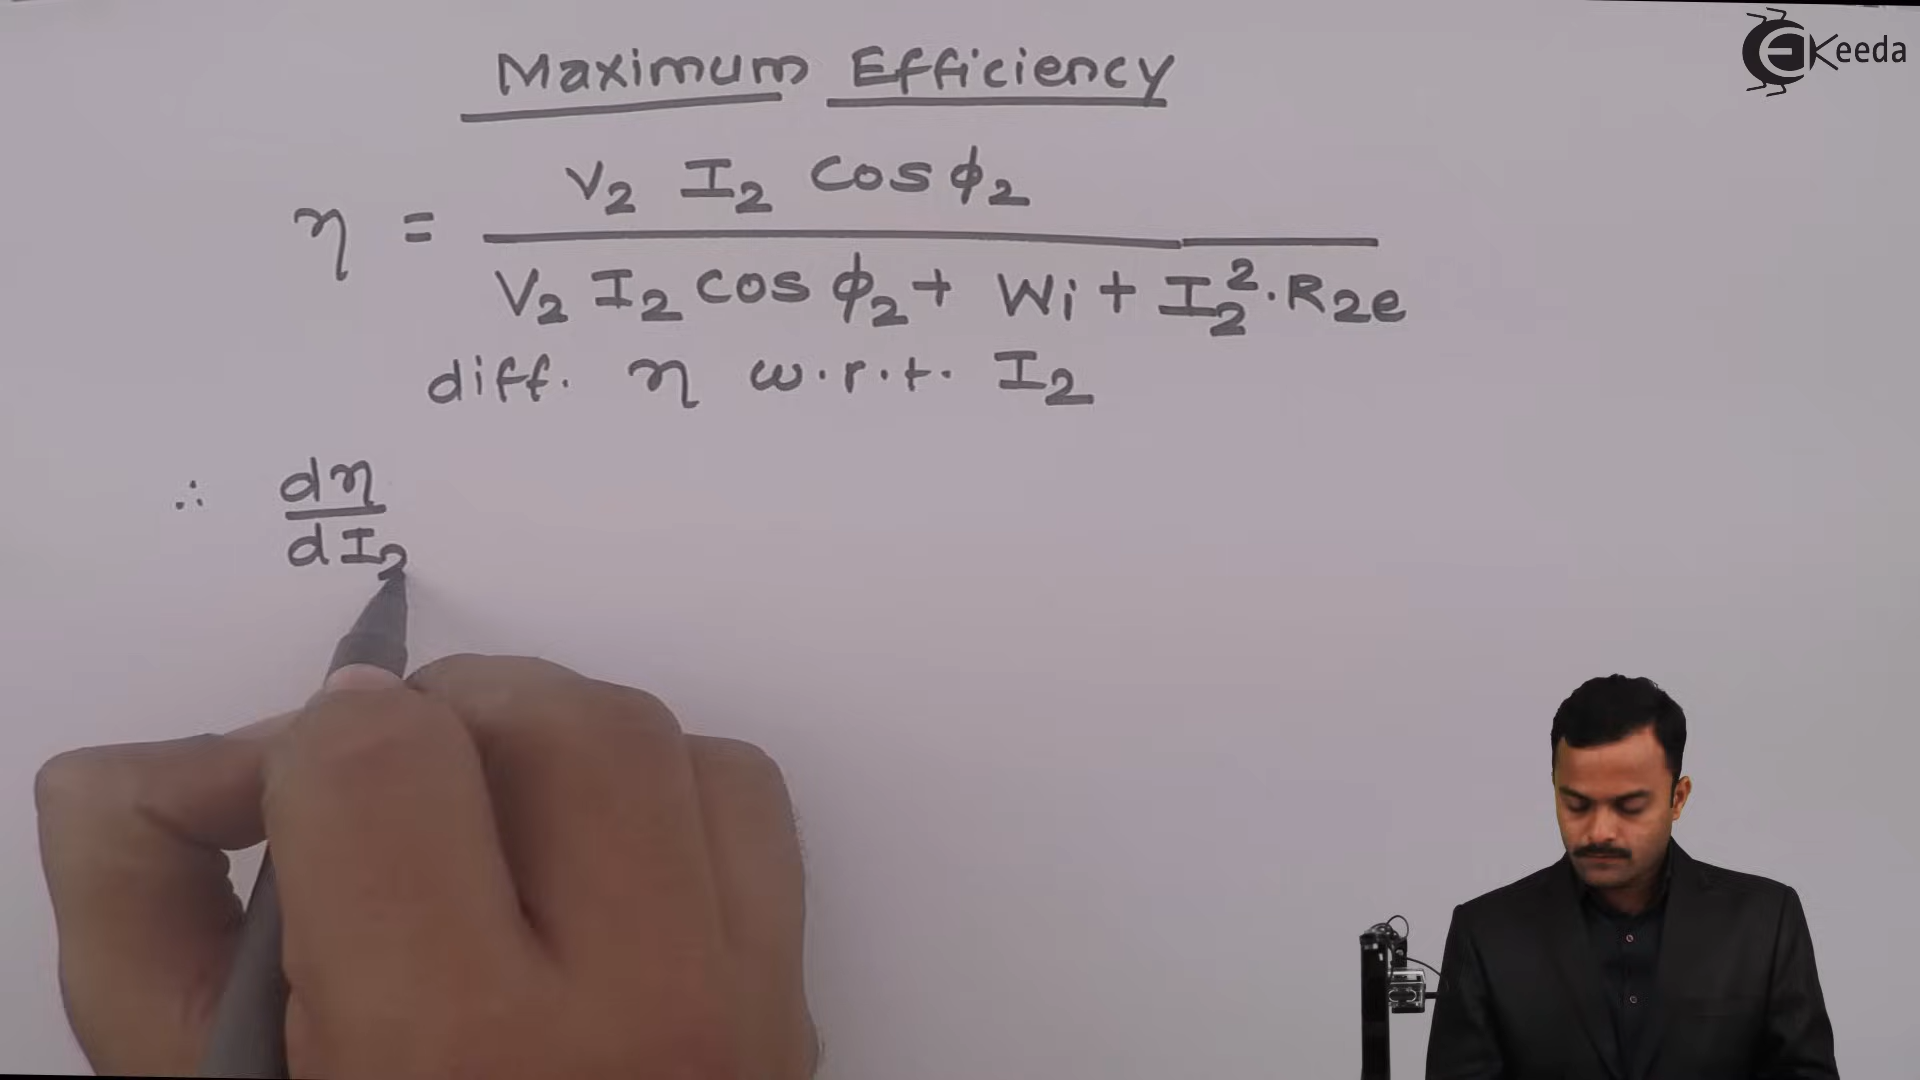 Maximum Efficiency
EKeeda
η = V₂ I₂ Cos ϕ₂ / V₂ I₂ cos ϕ₂ + Wi + I₂². R₂e
diff. η w.r.t. I₂
∴ dη / dI₂